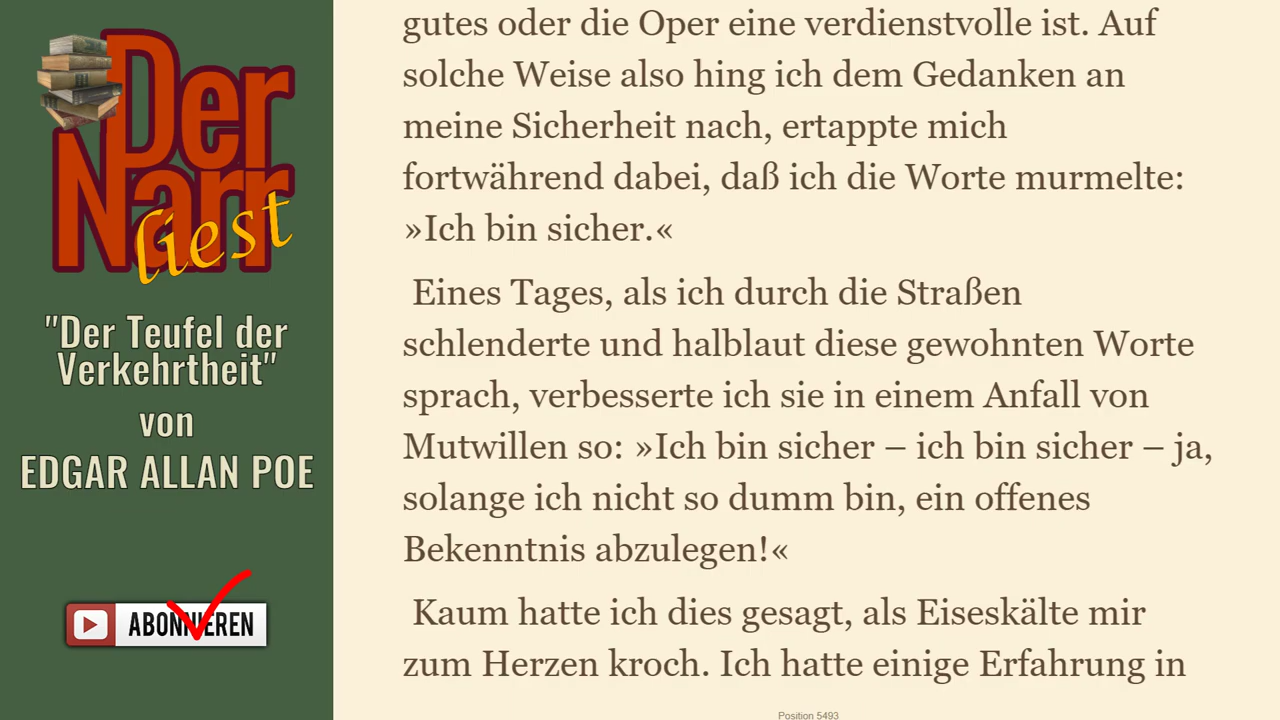 Der
Narr
liest
"Der Teufel der
Verkehrtheit"
von
EDGAR ALLAN POE
ABONNIEREN
gutes oder die Oper eine verdienstvolle ist. Auf
solche Weise also hing ich dem Gedanken an
meine Sicherheit nach, ertappte mich
fortwährend dabei, daß ich die Worte murmelte:
»Ich bin sicher.«
Eines Tages, als ich durch die Straßen
schlenderte und halblaut diese gewohnten Worte
sprach, verbesserte ich sie in einem Anfall von
Mutwillen so: »Ich bin sicher – ich bin sicher – ja,
solange ich nicht so dumm bin, ein offenes
Bekenntnis abzulegen!«
Kaum hatte ich dies gesagt, als Eiseskälte mir
zum Herzen kroch. Ich hatte einige Erfahrung in
Position 5493